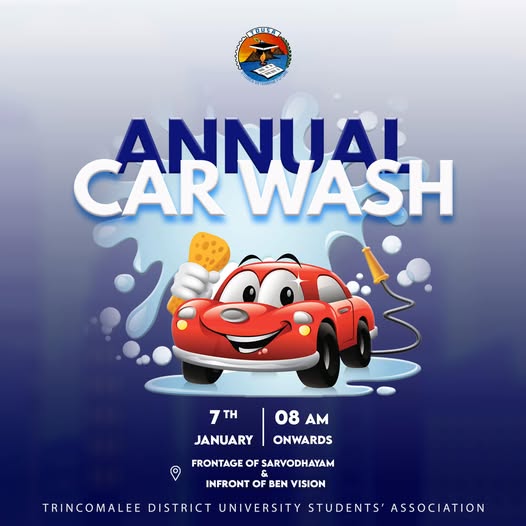 TDUSA
ANNUAL
CAR WASH
7TH
JANUARY
08 AM
ONWARDS
FRONTAGE OF SARVODHAYAM
&
INFRONT OF BEN VISION
TRINCOMALEE DISTRICT UNIVERSITY STUDENTS' ASSOCIATION